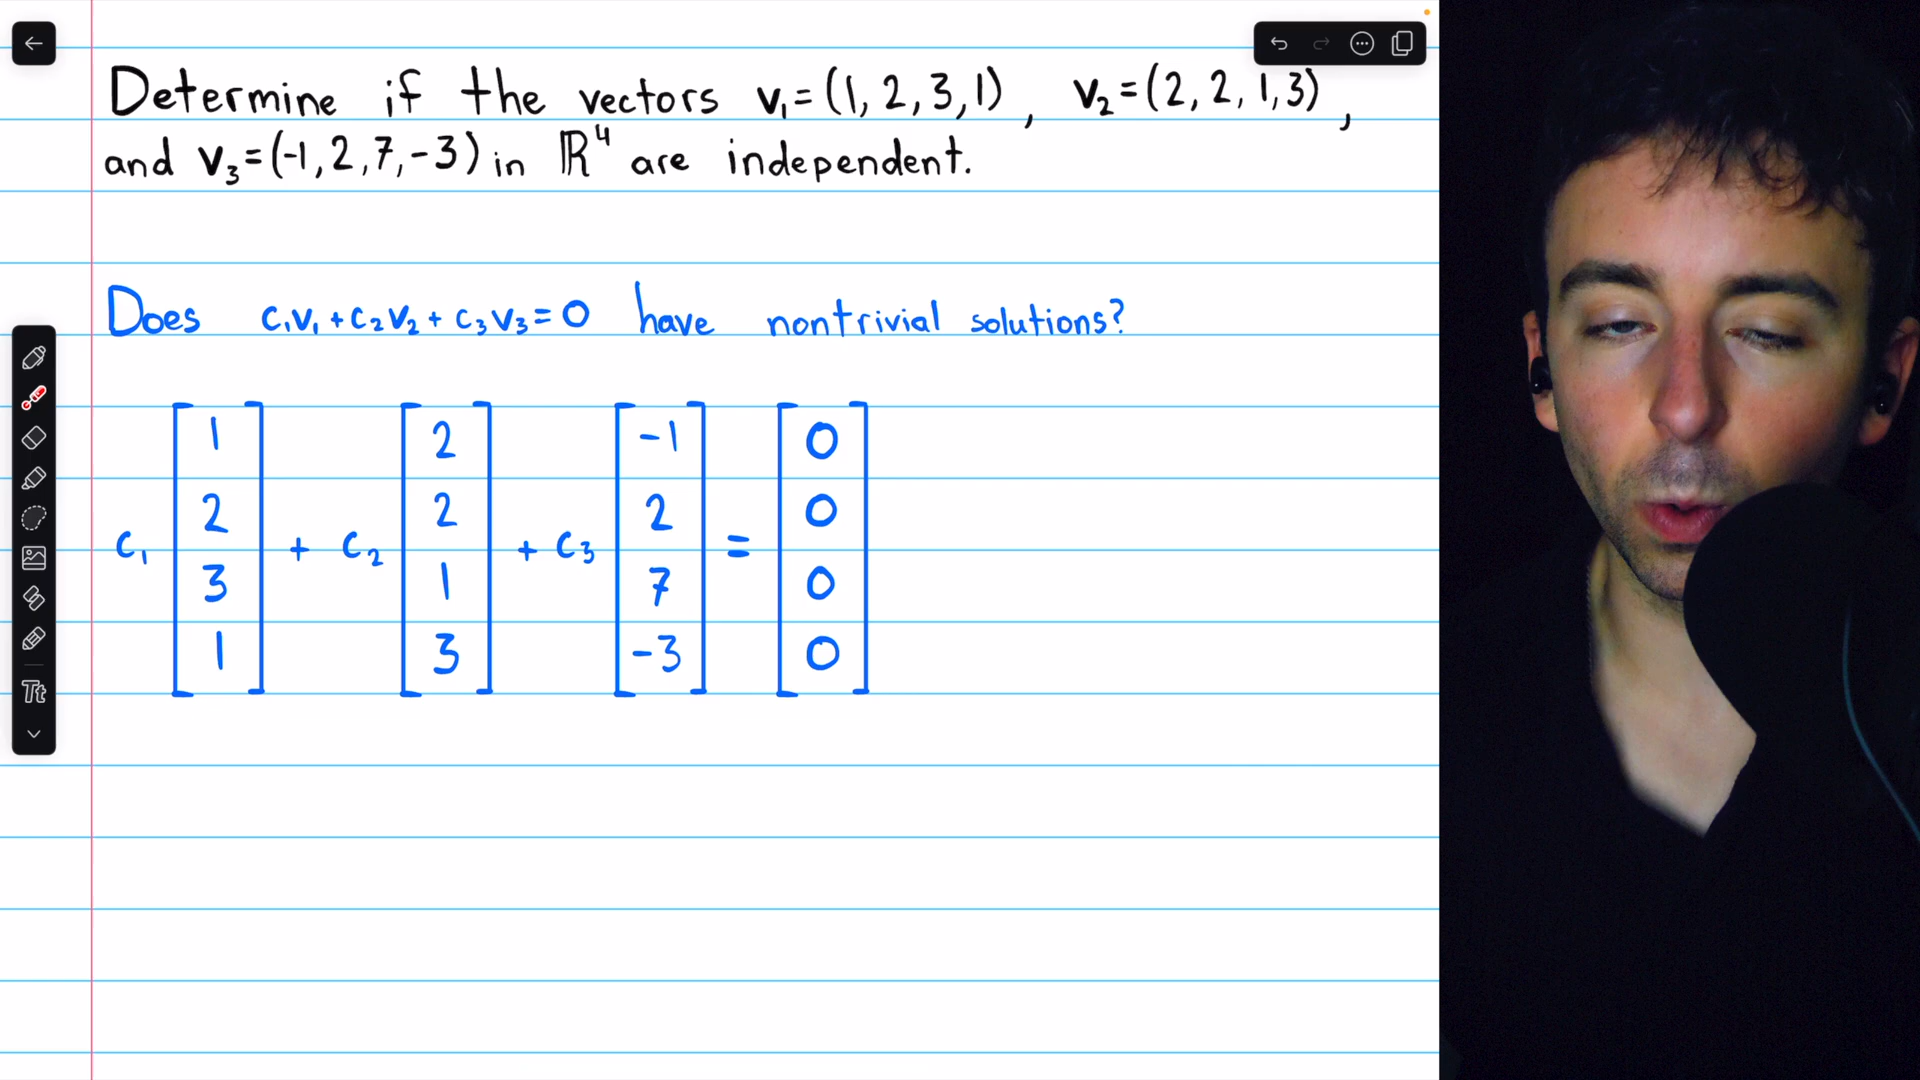 Determine if the vectors v₁=(1,2,3,1), v₂=(2,2,1,3),
and v₃=(-1,2,7,-3) in ℝ⁴ are independent.
Does c₁v₁+c₂v₂+c₃v₃=0 have nontrivial solutions?
1 2 -1 0
2 2 2 0
c₁ + c₂ + c₃ =
3 1 7 0
1 3 -3 0
Tt